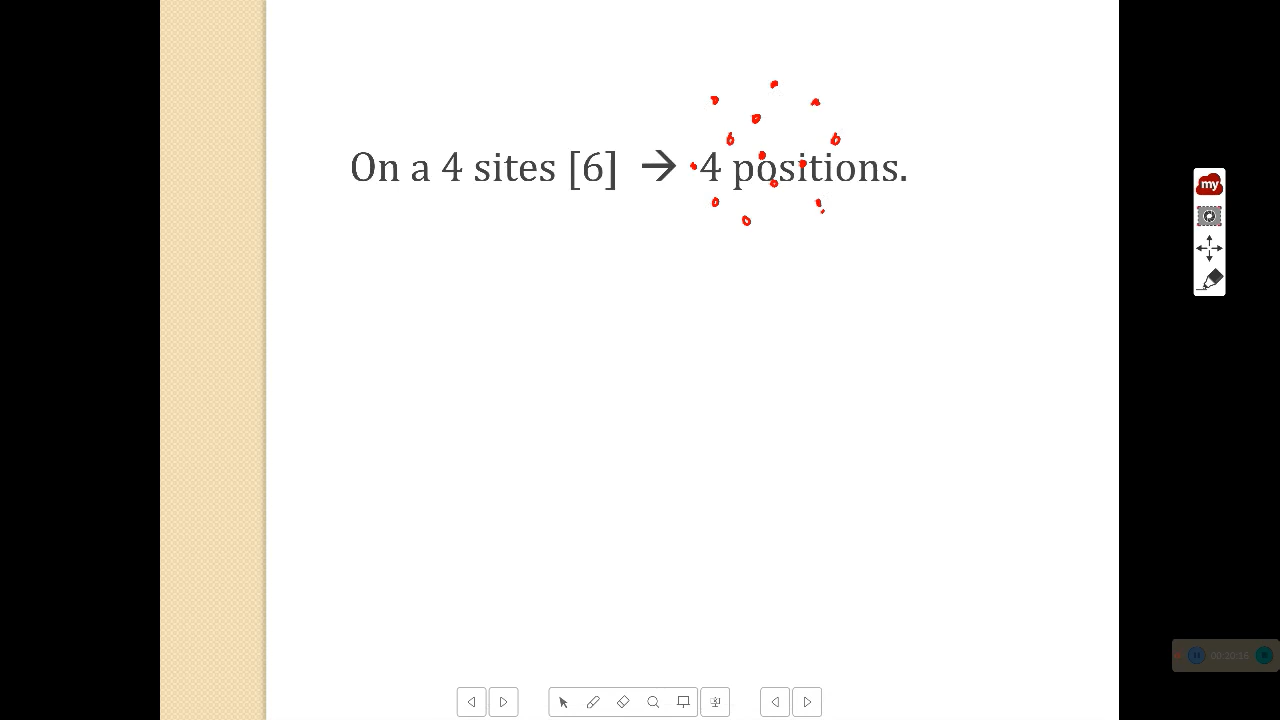 On a 4 sites [6] → 4 positions.
my